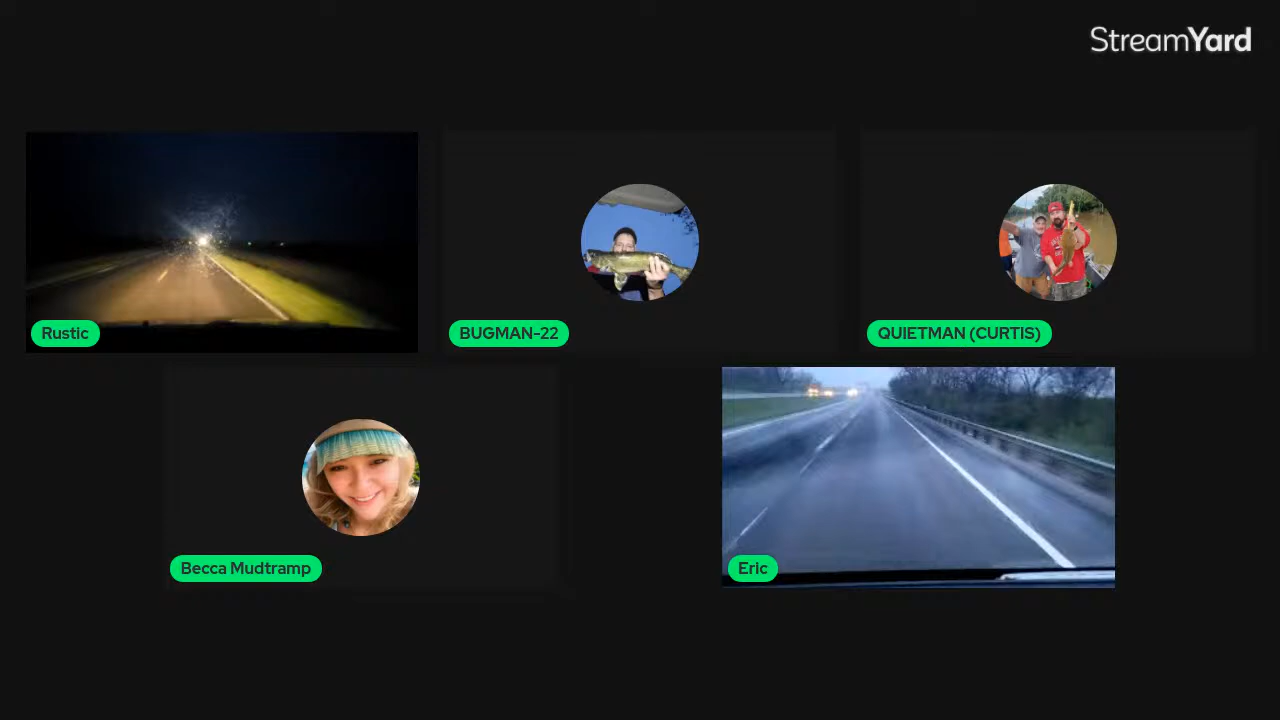 StreamYard
Rustic
BUGMAN-22
QUIETMAN (CURTIS)
Becca Mudtramp
Eric